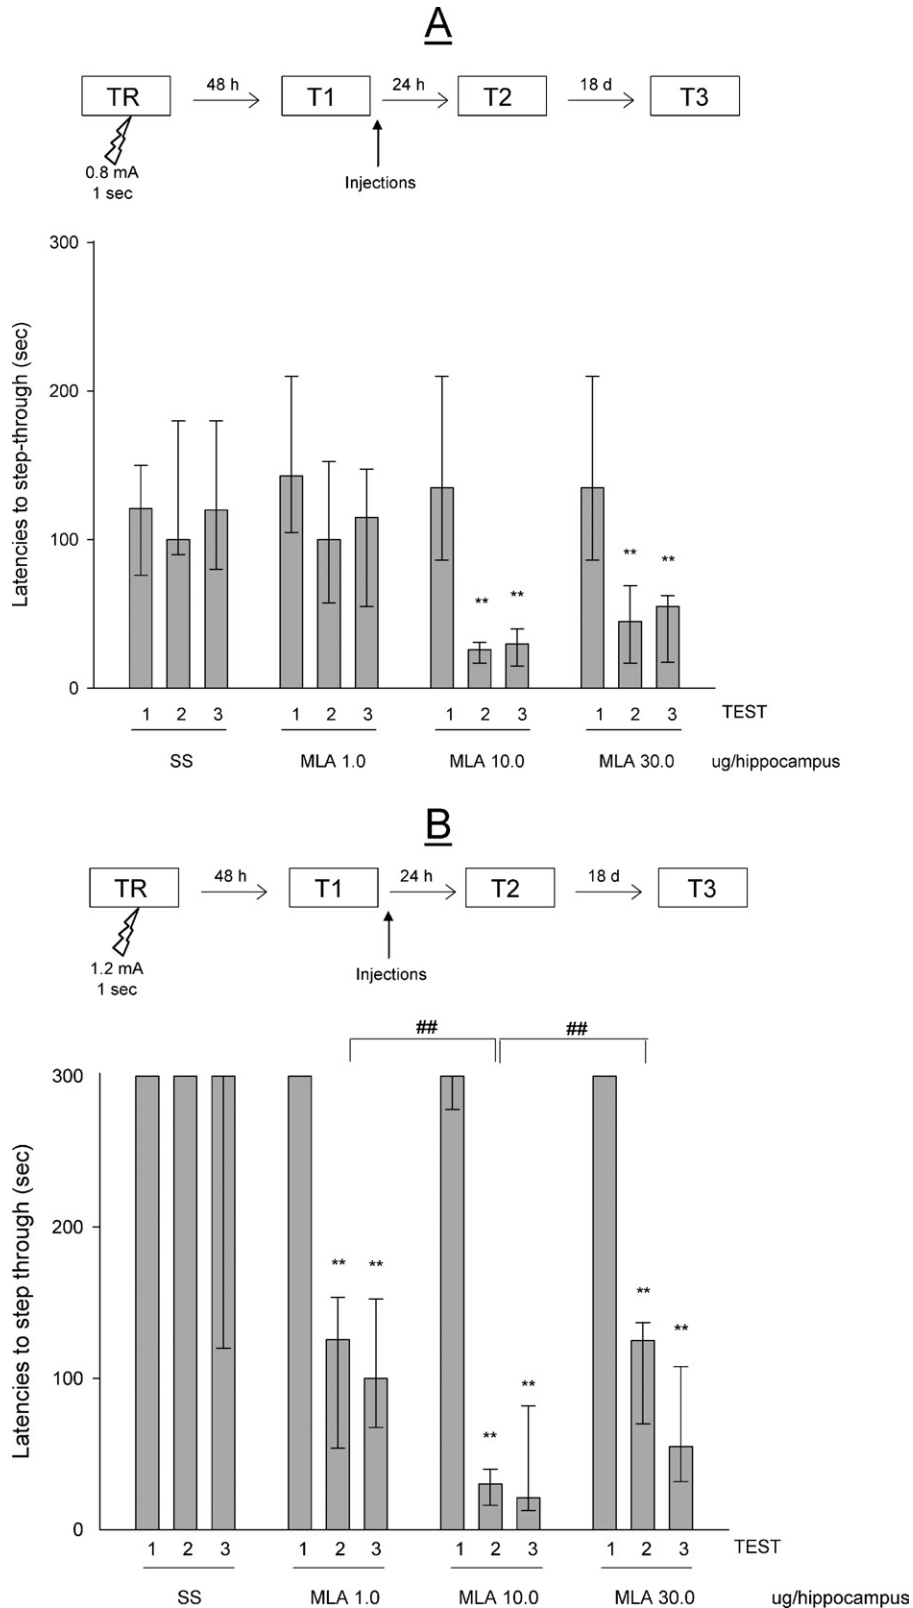 A
TR 48 h T1 24 h T2 18 d T3
0.8 mA
1 sec
Injections
Latencies to step-through (sec)
300
200
100
0
** ** ** **
1 2 3 1 2 3 1 2 3 1 2 3 TEST
SS MLA 1.0 MLA 10.0 MLA 30.0 ug/hippocampus
B
TR 48 h T1 24 h T2 18 d T3
1.2 mA
1 sec
Injections
## ##
Latencies to step through (sec)
300
200
100
0
** ** ** ** ** **
1 2 3 1 2 3 1 2 3 1 2 3 TEST
SS MLA 1.0 MLA 10.0 MLA 30.0 ug/hippocampus